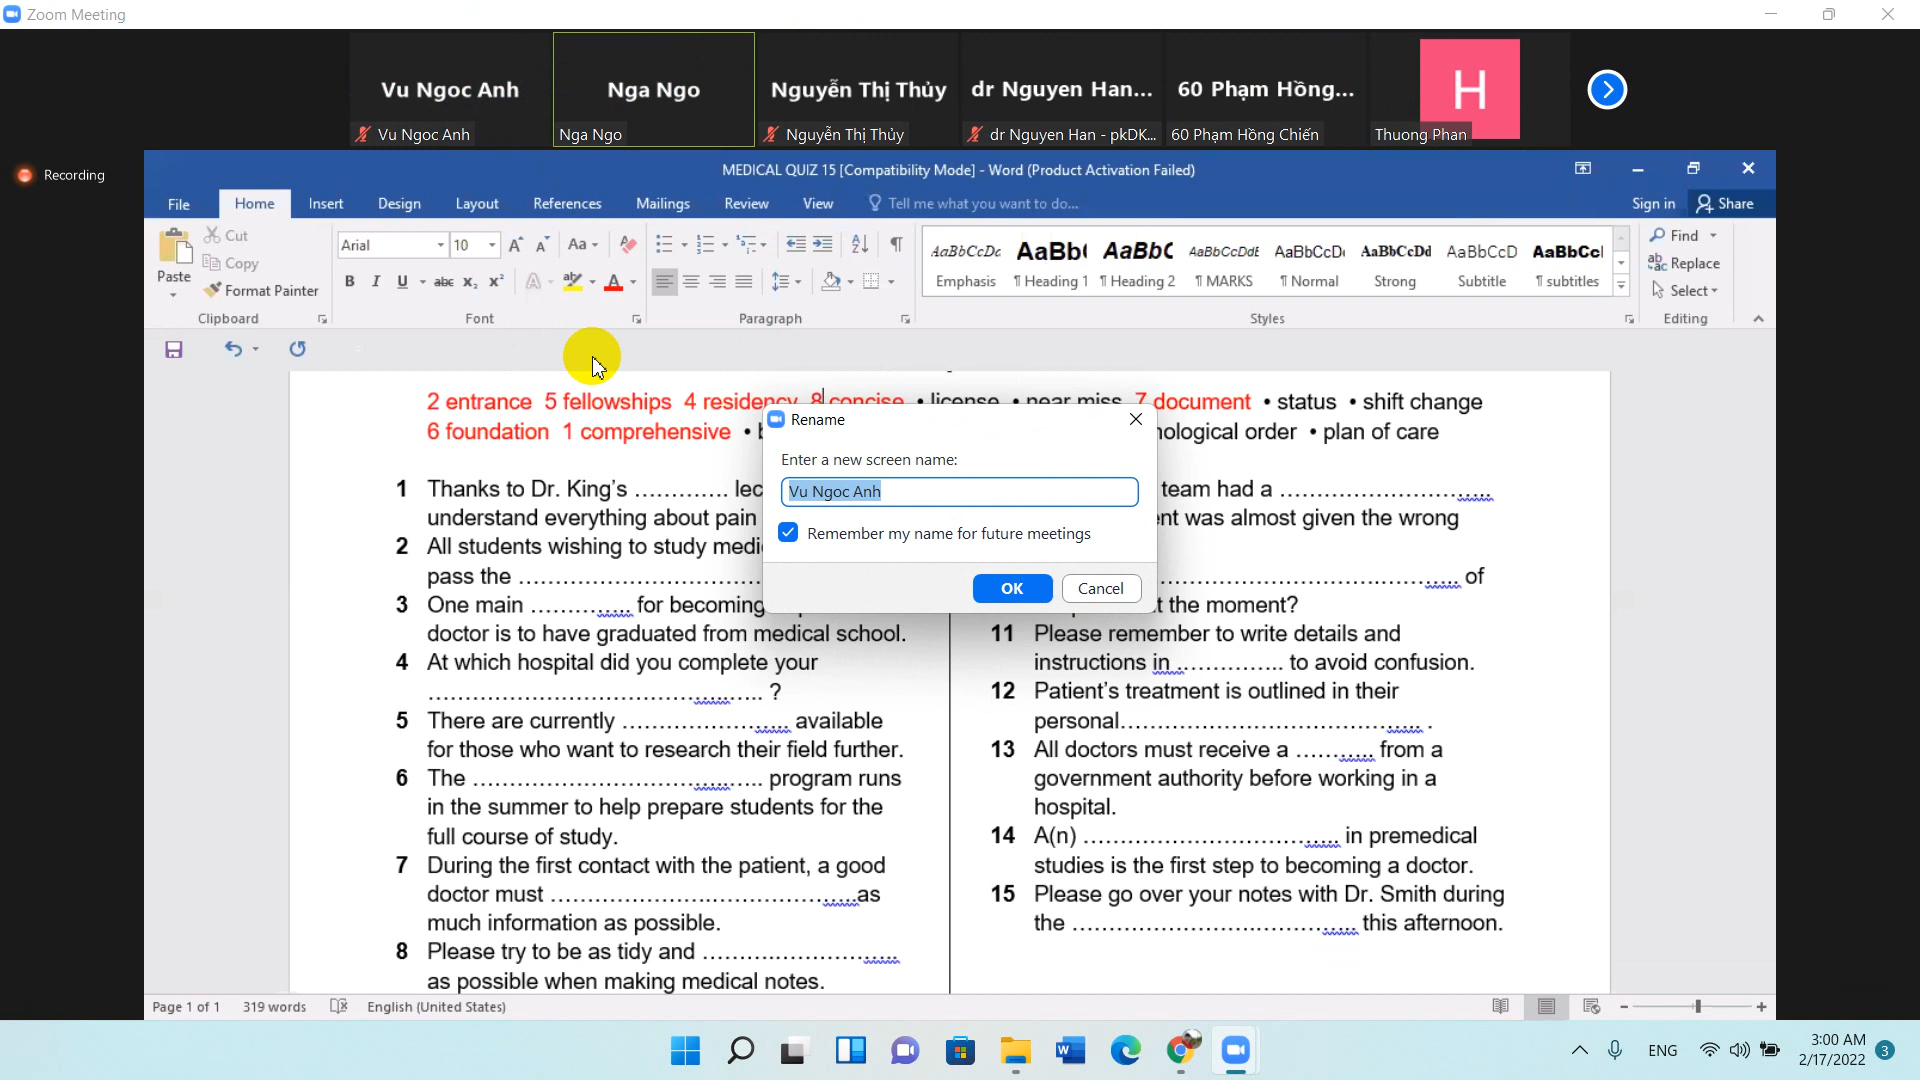 Zoom Meeting
Vu Ngoc Anh
Nga Ngo
Nguyễn Thị Thủy
dr Nguyen Han...
60 Phạm Hồng...
H
Vu Ngoc Anh
Nga Ngo
Nguyễn Thị Thủy
dr Nguyen Han - pkDK...
60 Phạm Hồng Chiến
Thuong Phan
Recording
MEDICAL QUIZ 15 [Compatibility Mode] - Word (Product Activation Failed)
File Home Insert Design Layout References Mailings Review View Tell me what you want to do... Sign in Share
Paste
Cut
Copy
Format Painter
Clipboard
Arial 10
Font
Paragraph
AaBbCcDc AaBb( AaBbC AaBbCcDdE AaBbCcDı AaBbCcDd AaBbCcD AaBbCcl
Emphasis ¶ Heading 1 ¶ Heading 2 ¶ MARKS ¶ Normal Strong Subtitle ¶ subtitles
Styles
Find
Replace
Select
Editing
2 entrance 5 fellowships 4 residency 8 concise • license • near miss 7 document • status • shift change
6 foundation 1 comprehensive •
nological order • plan of care
1 Thanks to Dr. King's ………….. lec
understand everything about pain
2 All students wishing to study medi
pass the ……………………………
3 One main …………….. for becoming
doctor is to have graduated from medical school.
4 At which hospital did you complete your
…………………………………………… ?
5 There are currently …………………….. available
for those who want to research their field further.
6 The …………………………………… program runs
in the summer to help prepare students for the
full course of study.
7 During the first contact with the patient, a good
doctor must ……………………………………as
much information as possible.
8 Please try to be as tidy and ……………………….
as possible when making medical notes.
team had a …………………………..
nt was almost given the wrong
…………………………………….. of
t the moment?
11 Please remember to write details and
instructions in …………….. to avoid confusion.
12 Patient's treatment is outlined in their
personal…………………………………… .
13 All doctors must receive a …………. from a
government authority before working in a
hospital.
14 A(n) ……………………………….. in premedical
studies is the first step to becoming a doctor.
15 Please go over your notes with Dr. Smith during
the ……………………………….. this afternoon.
Rename
Enter a new screen name:
Vu Ngoc Anh
Remember my name for future meetings
OK
Cancel
Page 1 of 1 319 words English (United States)
ENG
3:00 AM
2/17/2022
3